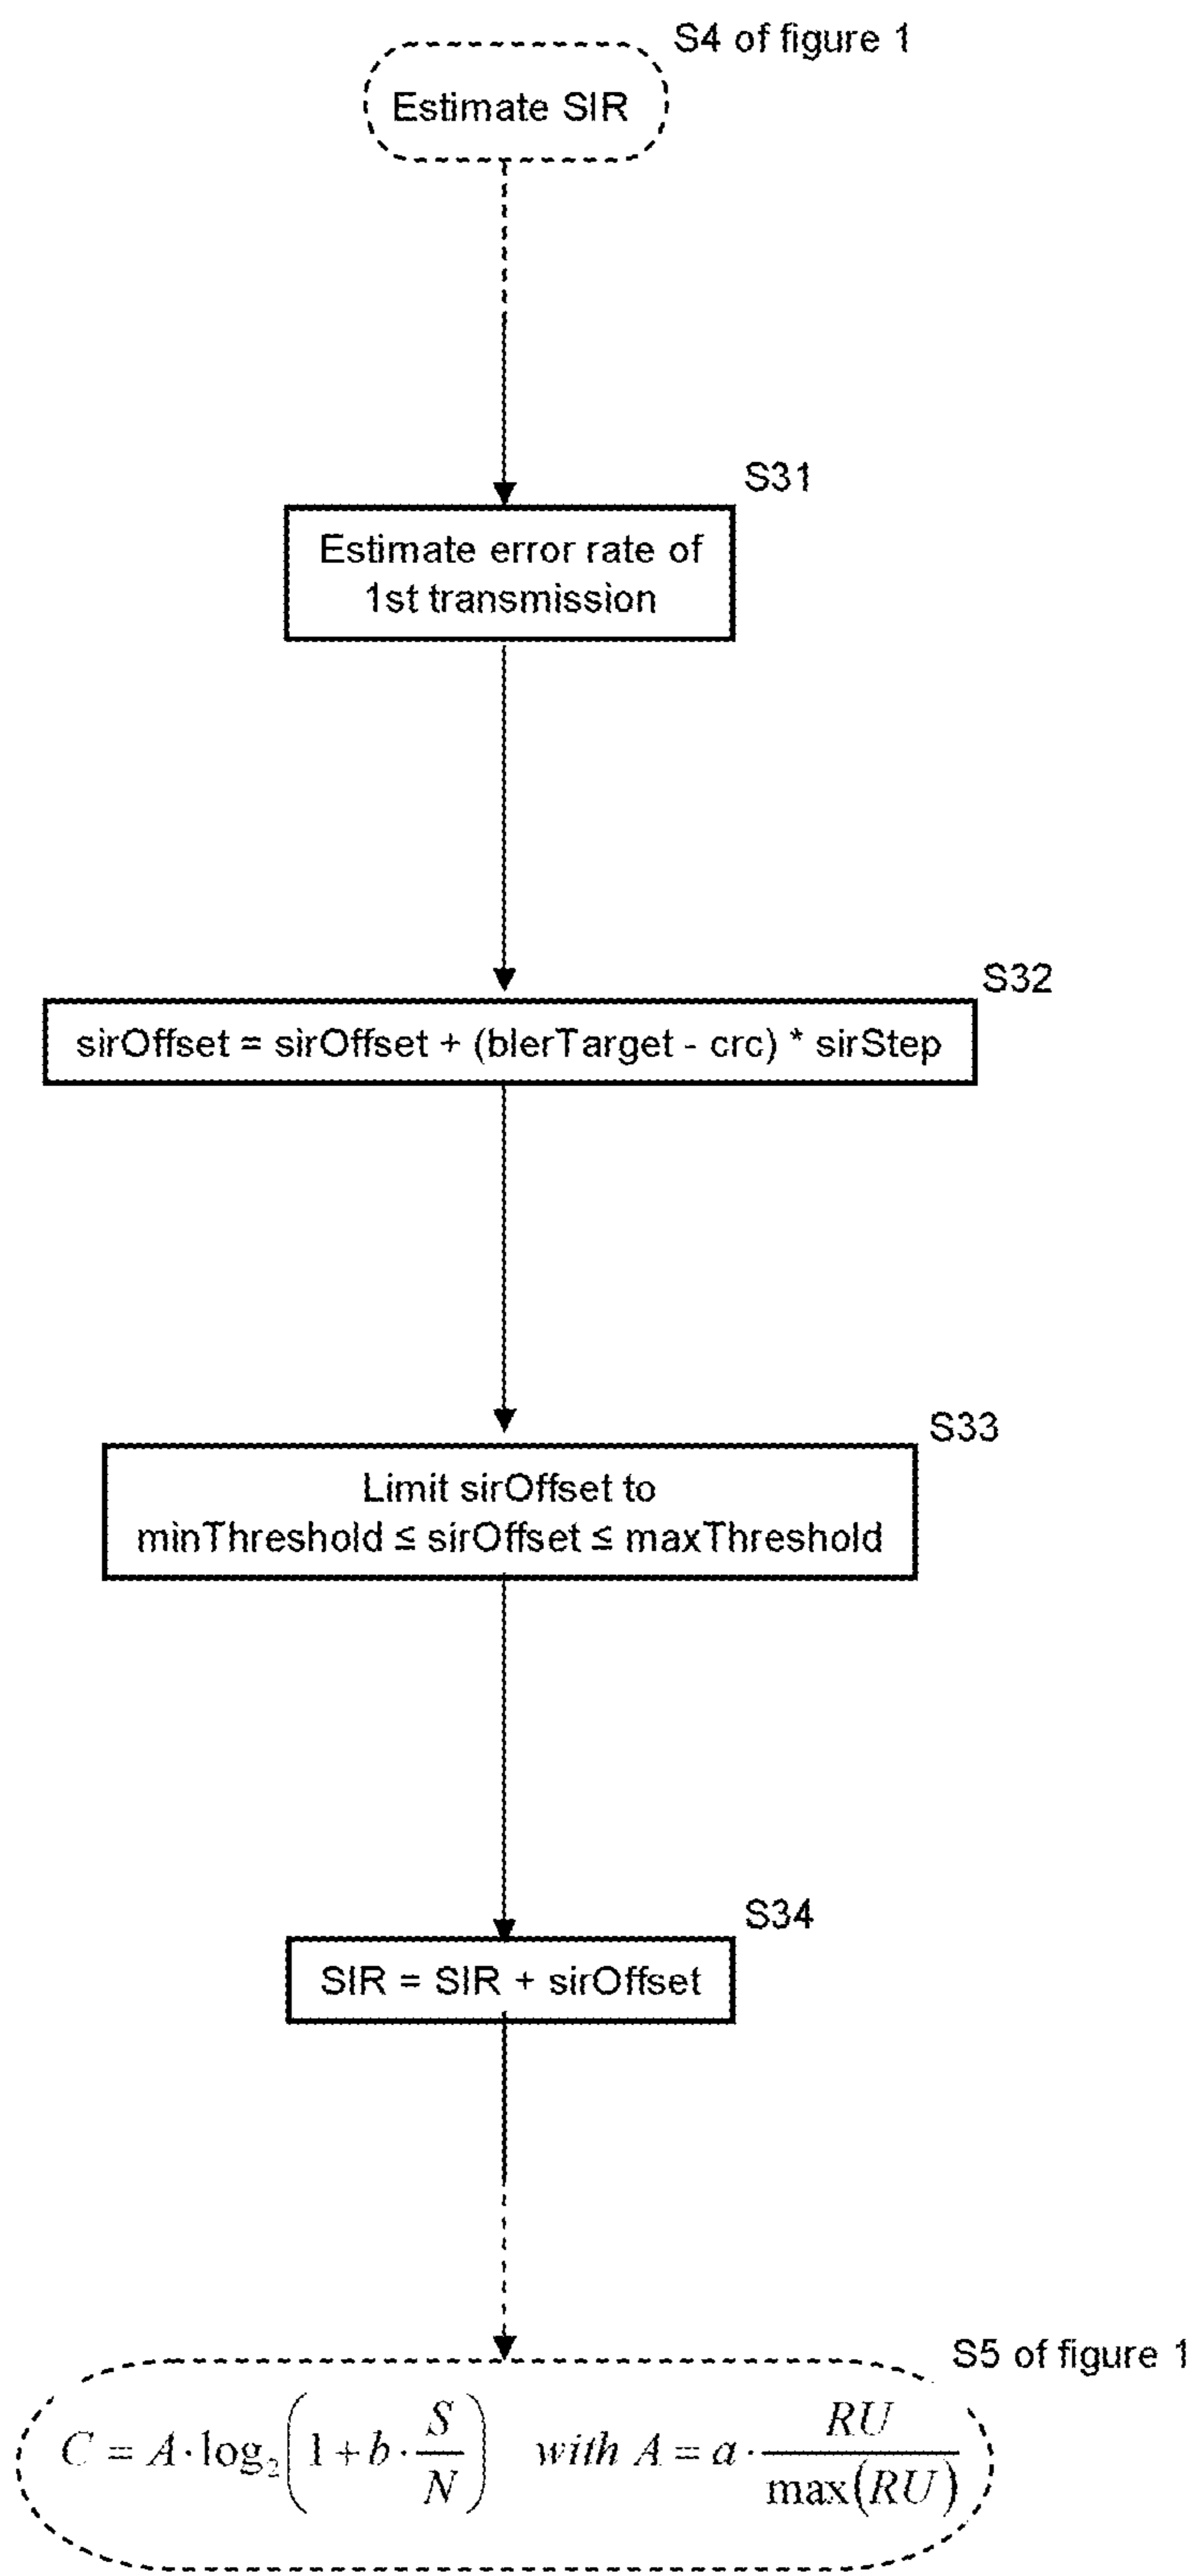 S4 of figure 1
Estimate SIR
S31
Estimate error rate of
1st transmission
S32
sirOffset = sirOffset + (blerTarget - crc) * sirStep
S33
Limit sirOffset to
minThreshold ≤ sirOffset ≤ maxThreshold
S34
SIR = SIR + sirOffset
S5 of figure 1
C = A · log₂(1 + b · S/N) with A = a · RU/max(RU)